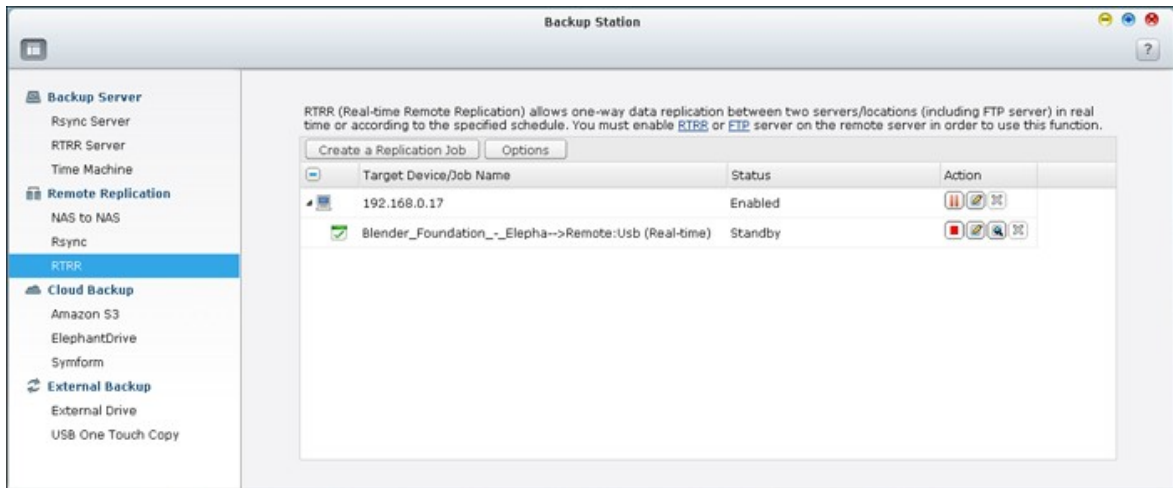 Backup Station
?
Backup Server
Rsync Server
RTRR Server
Time Machine
Remote Replication
NAS to NAS
Rsync
RTRR
Cloud Backup
Amazon S3
ElephantDrive
Symform
External Backup
External Drive
USB One Touch Copy
RTRR (Real-time Remote Replication) allows one-way data replication between two servers/locations (including FTP server) in real
time or according to the specified schedule. You must enable RTRR or FTP server on the remote server in order to use this function.
Create a Replication Job Options
Target Device/Job Name Status Action
192.168.0.17 Enabled
Blender_Foundation_-_Elepha-->Remote:Usb (Real-time) Standby